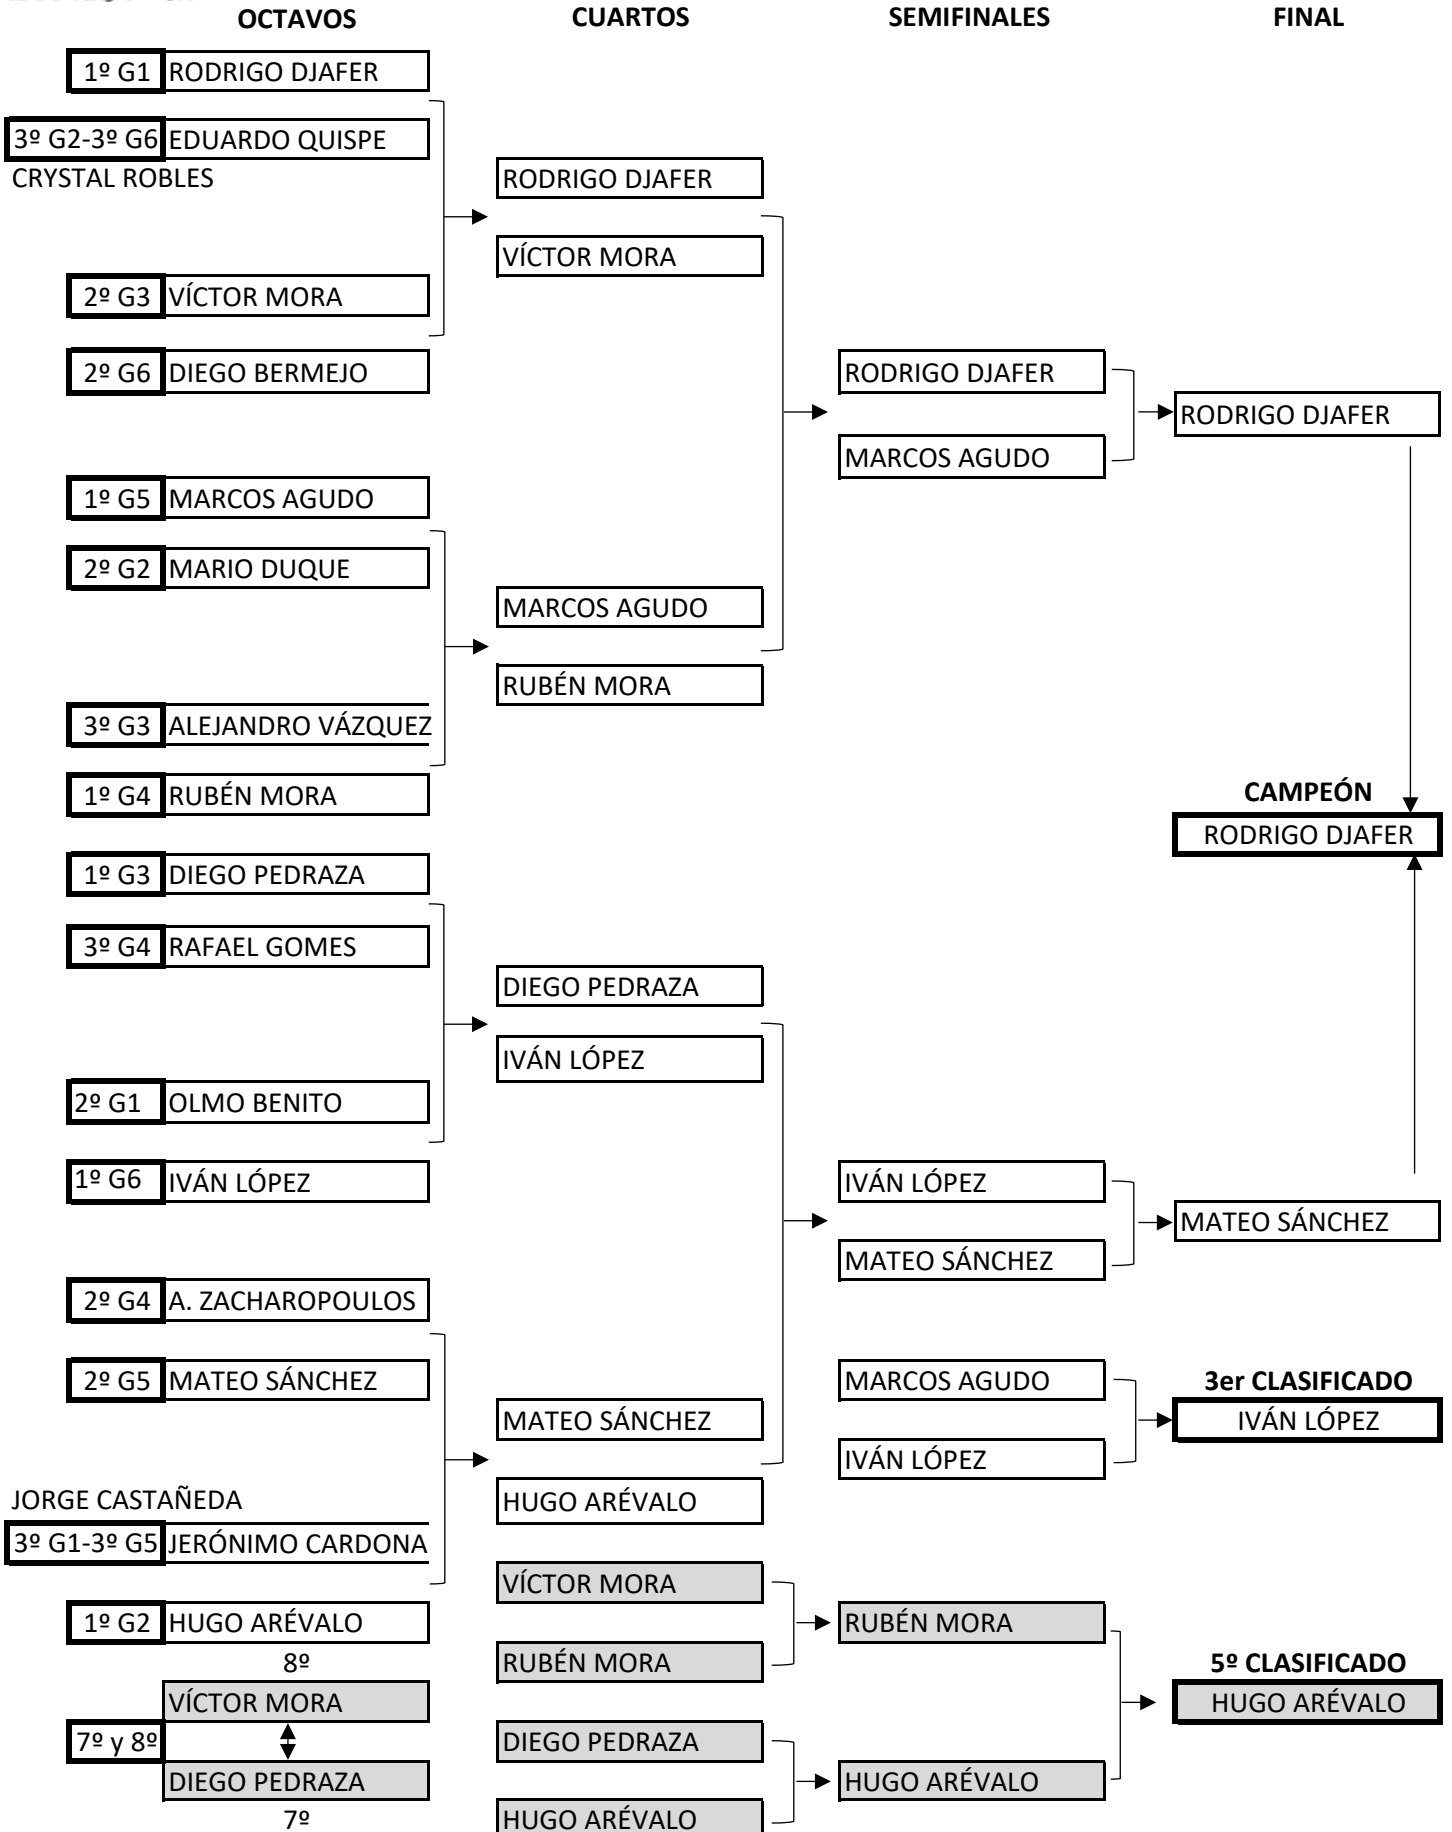 OCTAVOS CUARTOS SEMIFINALES FINAL
1º G1 RODRIGO DJAFER
3º G2-3º G6 EDUARDO QUISPE
CRYSTAL ROBLES
RODRIGO DJAFER
VÍCTOR MORA
2º G3 VÍCTOR MORA
2º G6 DIEGO BERMEJO
RODRIGO DJAFER
RODRIGO DJAFER
MARCOS AGUDO
1º G5 MARCOS AGUDO
2º G2 MARIO DUQUE
MARCOS AGUDO
RUBÉN MORA
3º G3 ALEJANDRO VÁZQUEZ
1º G4 RUBÉN MORA
CAMPEÓN
RODRIGO DJAFER
1º G3 DIEGO PEDRAZA
3º G4 RAFAEL GOMES
DIEGO PEDRAZA
IVÁN LÓPEZ
2º G1 OLMO BENITO
1º G6 IVÁN LÓPEZ
IVÁN LÓPEZ
MATEO SÁNCHEZ
MATEO SÁNCHEZ
2º G4 A. ZACHAROPOULOS
2º G5 MATEO SÁNCHEZ
MARCOS AGUDO
3er CLASIFICADO
IVÁN LÓPEZ
MATEO SÁNCHEZ
IVÁN LÓPEZ
JORGE CASTAÑEDA
HUGO ARÉVALO
3º G1-3º G5 JERÓNIMO CARDONA
VÍCTOR MORA
1º G2 HUGO ARÉVALO
RUBÉN MORA
8º
RUBÉN MORA
5º CLASIFICADO
VÍCTOR MORA
HUGO ARÉVALO
7º y 8º
DIEGO PEDRAZA
DIEGO PEDRAZA
HUGO ARÉVALO
7º
HUGO ARÉVALO